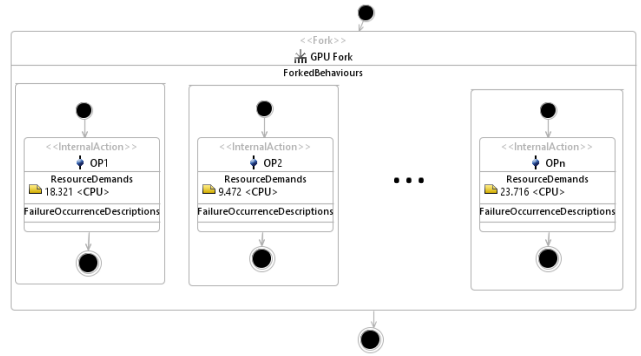 <<Fork>>
GPU Fork
ForkedBehaviours
<<InternalAction>>
OP1
ResourceDemands
18.321 <CPU>
FailureOccurrenceDescriptions
<<InternalAction>>
OP2
ResourceDemands
9.472 <CPU>
FailureOccurrenceDescriptions
...
<<InternalAction>>
OPn
ResourceDemands
23.716 <CPU>
FailureOccurrenceDescriptions